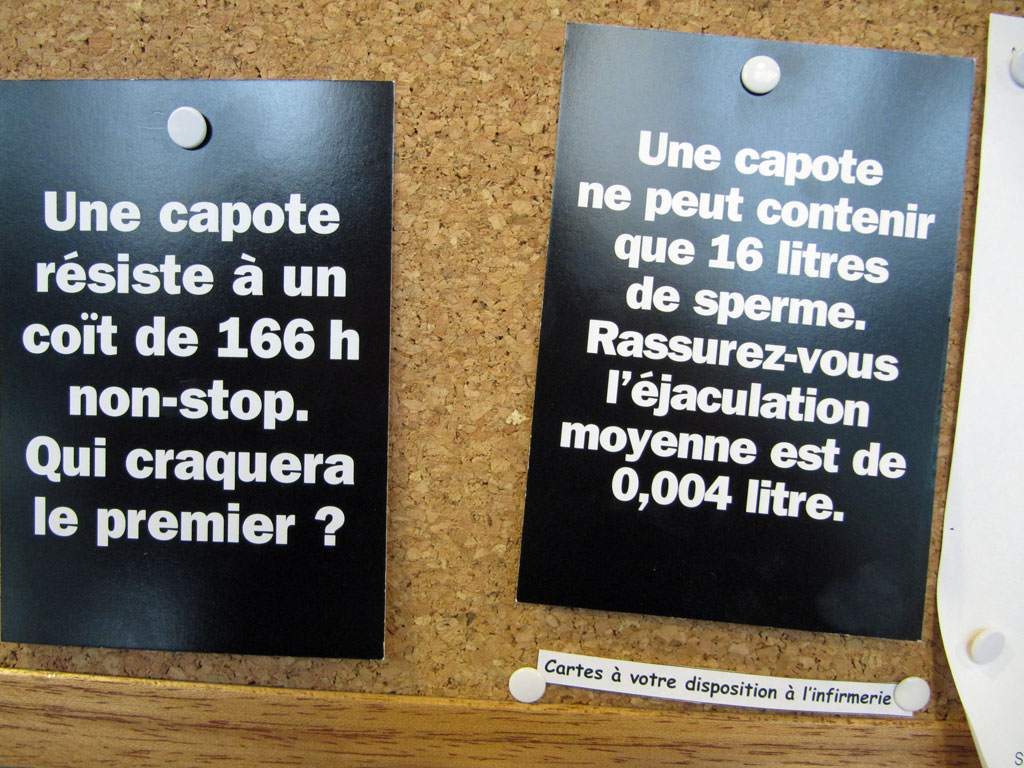 Une capote
résiste à un
coït de 166 h
non-stop.
Qui craquera
le premier ?
Une capote
ne peut contenir
que 16 litres
de sperme.
Rassurez-vous
l'éjaculation
moyenne est de
0,004 litre.
Cartes à votre disposition à l'infirmerie
S